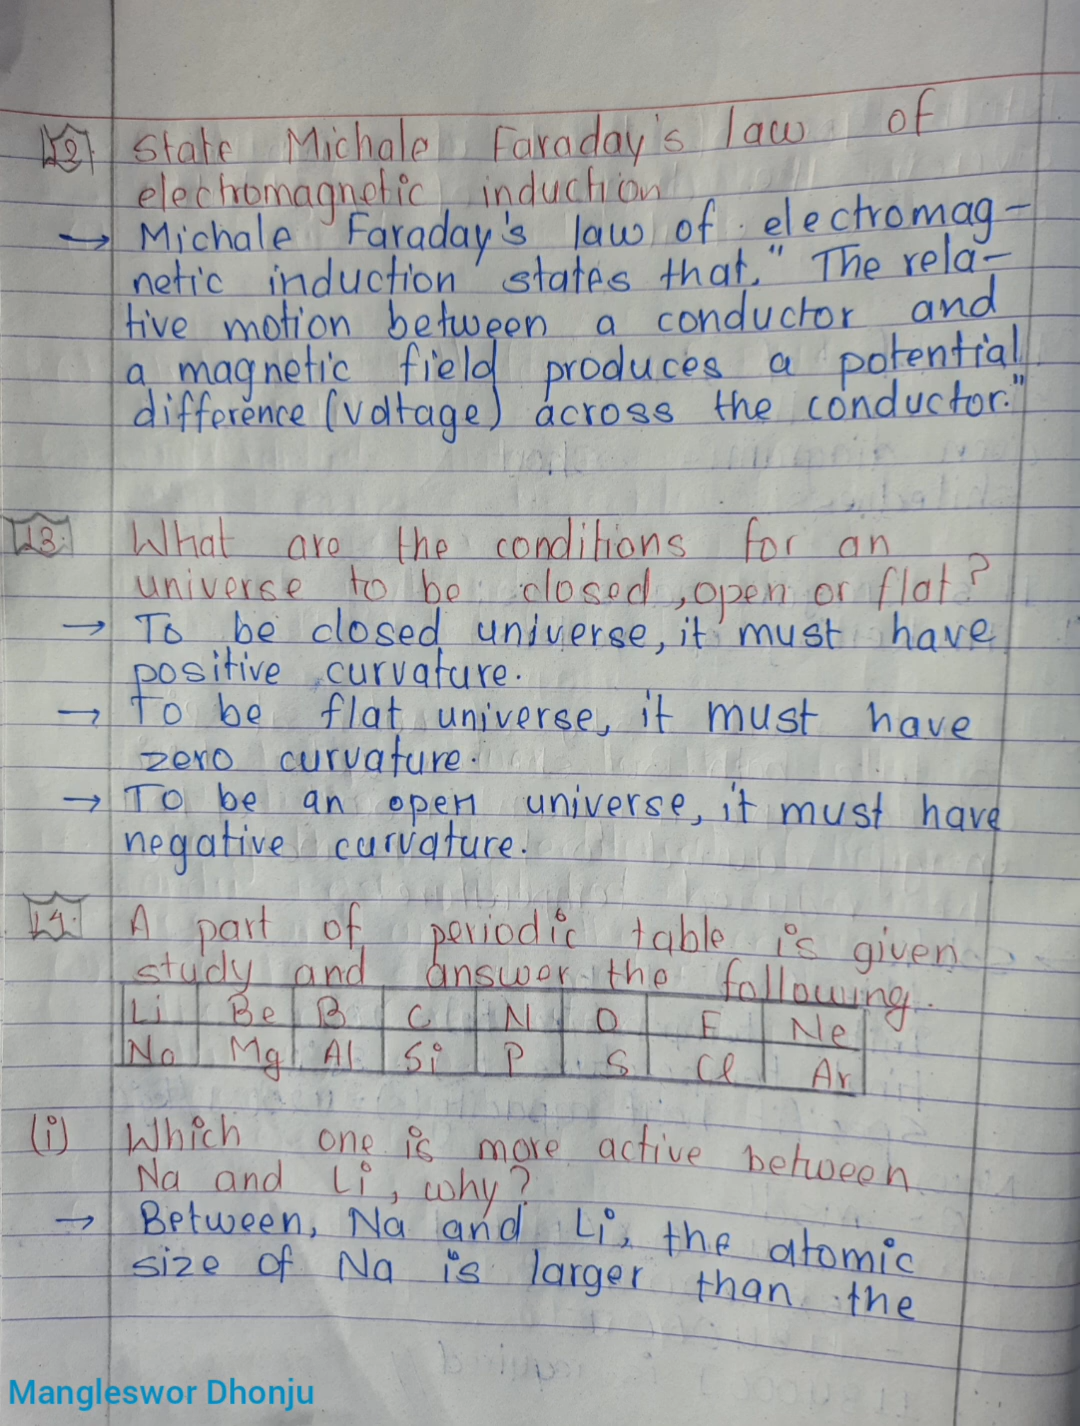 12. State Michale Faraday's law of
electromagnetic induction
→ Michale Faraday's law of electromag-
netic induction states that, "The rela-
tive motion between a conductor and
a magnetic field produces a potential
difference (voltage) across the conductor."
13. What are the conditions for an
universe to be closed, open or flat?
→ To be closed universe, it must have
positive curvature.
→ To be flat universe, it must have
zero curvature.
→ To be an open universe, it must have
negative curvature.
14. A part of periodic table is given
study and answer the following.
Li Be B C N O F Ne
Na Mg Al Si P S Cl Ar
(i) Which one is more active between
Na and Li, why?
→ Between, Na and Li, the atomic
size of Na is larger than the
Mangleswor Dhonju